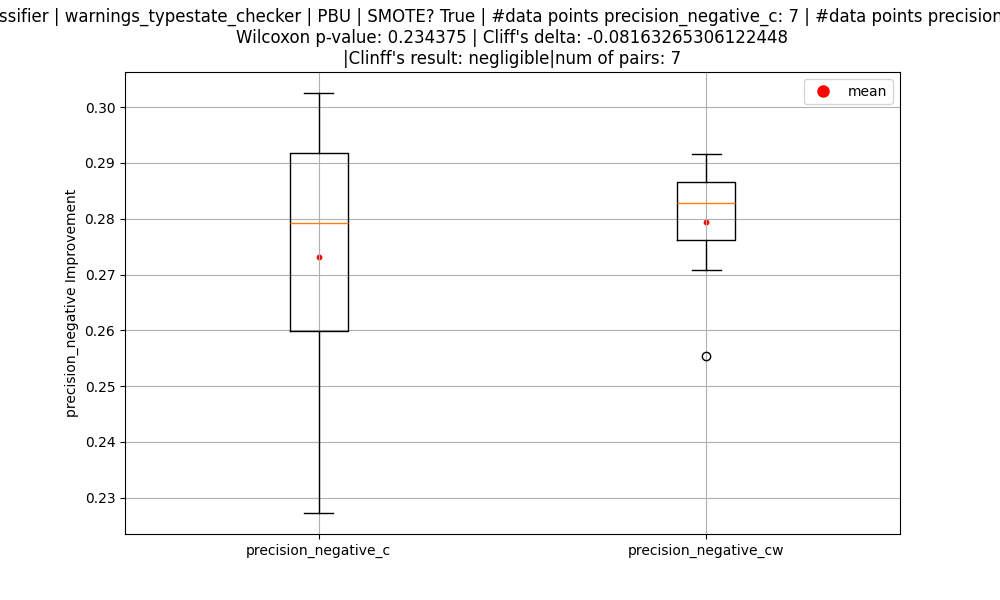 ssifier | warnings_typestate_checker | PBU | SMOTE? True | #data points precision_negative_c: 7 | #data points precision
Wilcoxon p-value: 0.234375 | Cliff's delta: -0.08163265306122448
|Clinff's result: negligible|num of pairs: 7
mean
0.30
0.29
0.28
0.27
0.26
0.25
0.24
0.23
precision_negative Improvement
precision_negative_c
precision_negative_cw